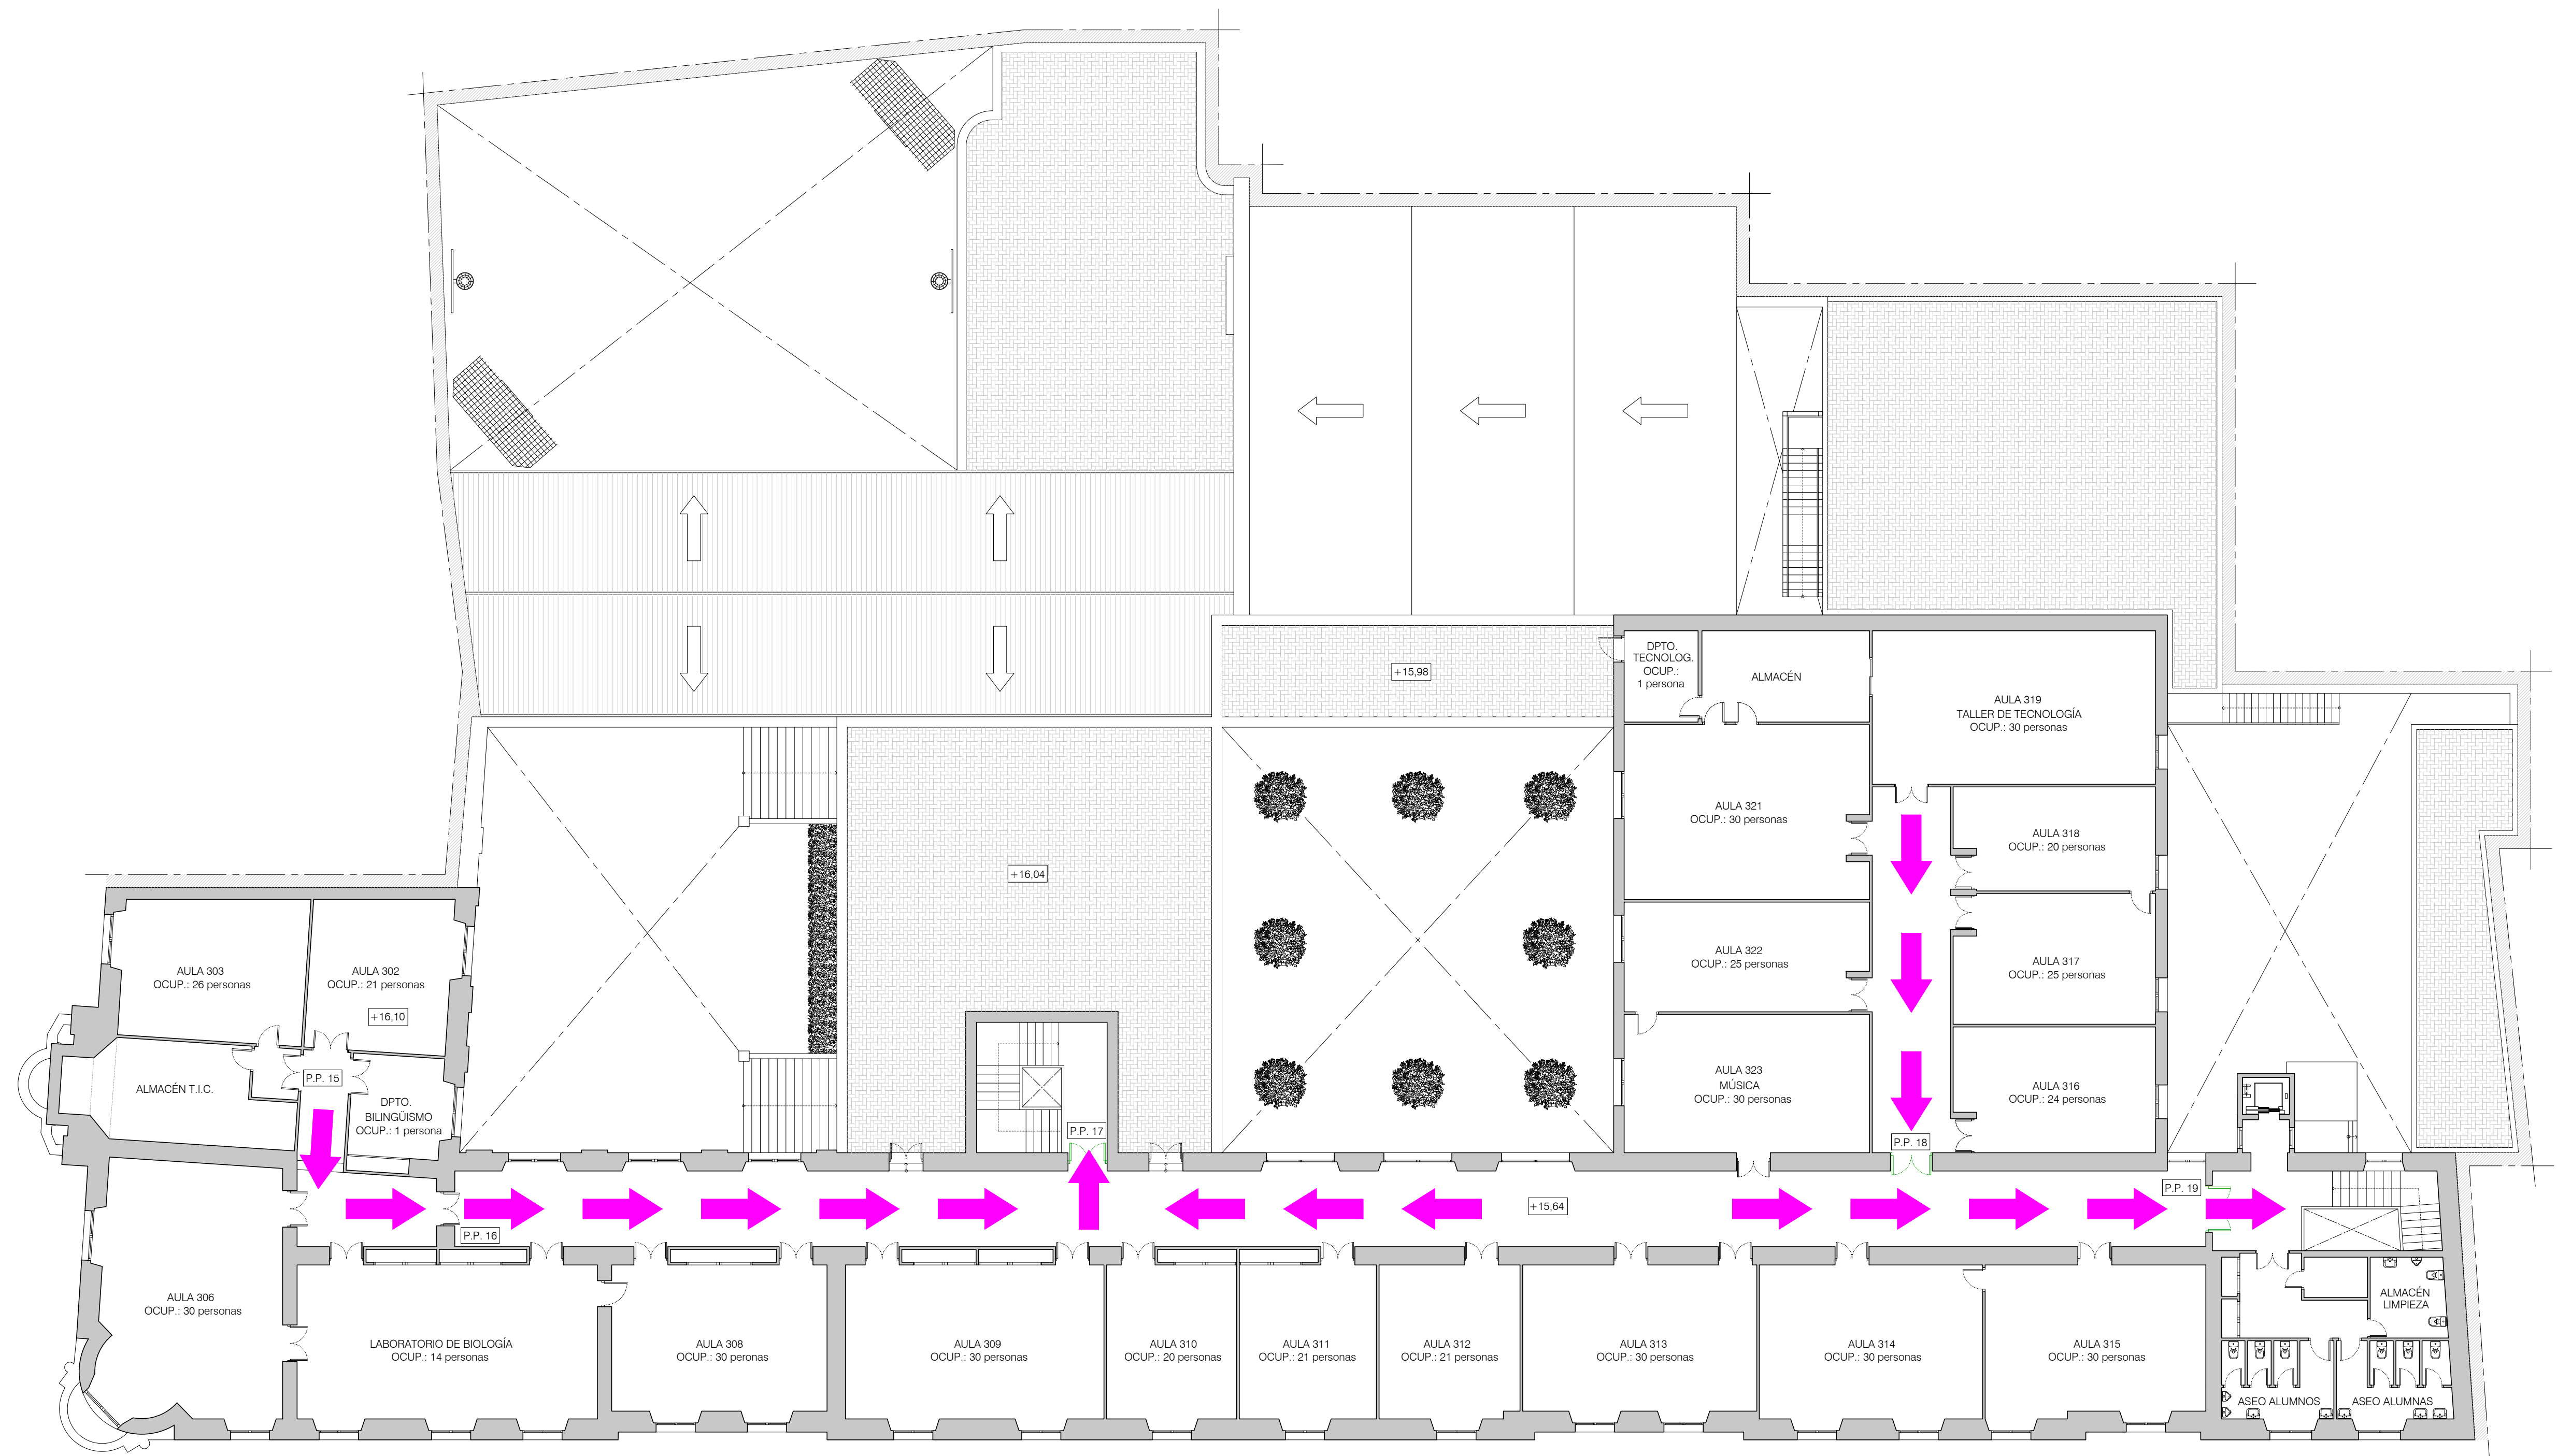 DPTO.
TECNOLOG.
OCUP.:
1 persona
ALMACÉN
+15,98
AULA 319
TALLER DE TECNOLOGÍA
OCUP.: 30 personas
AULA 321
OCUP.: 30 personas
AULA 318
OCUP.: 20 personas
+16,04
AULA 322
OCUP.: 25 personas
AULA 317
OCUP.: 25 personas
AULA 303
OCUP.: 26 personas
AULA 302
OCUP.: 21 personas
+16,10
AULA 323
MÚSICA
OCUP.: 30 personas
AULA 316
OCUP.: 24 personas
ALMACÉN T.I.C.
P.P. 15
DPTO.
BILINGÜISMO
OCUP.: 1 persona
P.P. 17
P.P. 18
P.P. 19
+15,64
P.P. 16
AULA 306
OCUP.: 30 personas
LABORATORIO DE BIOLOGÍA
OCUP.: 14 personas
AULA 308
OCUP.: 30 peronas
AULA 309
OCUP.: 30 personas
AULA 310
OCUP.: 20 personas
AULA 311
OCUP.: 21 personas
AULA 312
OCUP.: 21 personas
AULA 313
OCUP.: 30 personas
AULA 314
OCUP.: 30 personas
AULA 315
OCUP.: 30 personas
ALMACÉN
LIMPIEZA
ASEO ALUMNOS
ASEO ALUMNAS